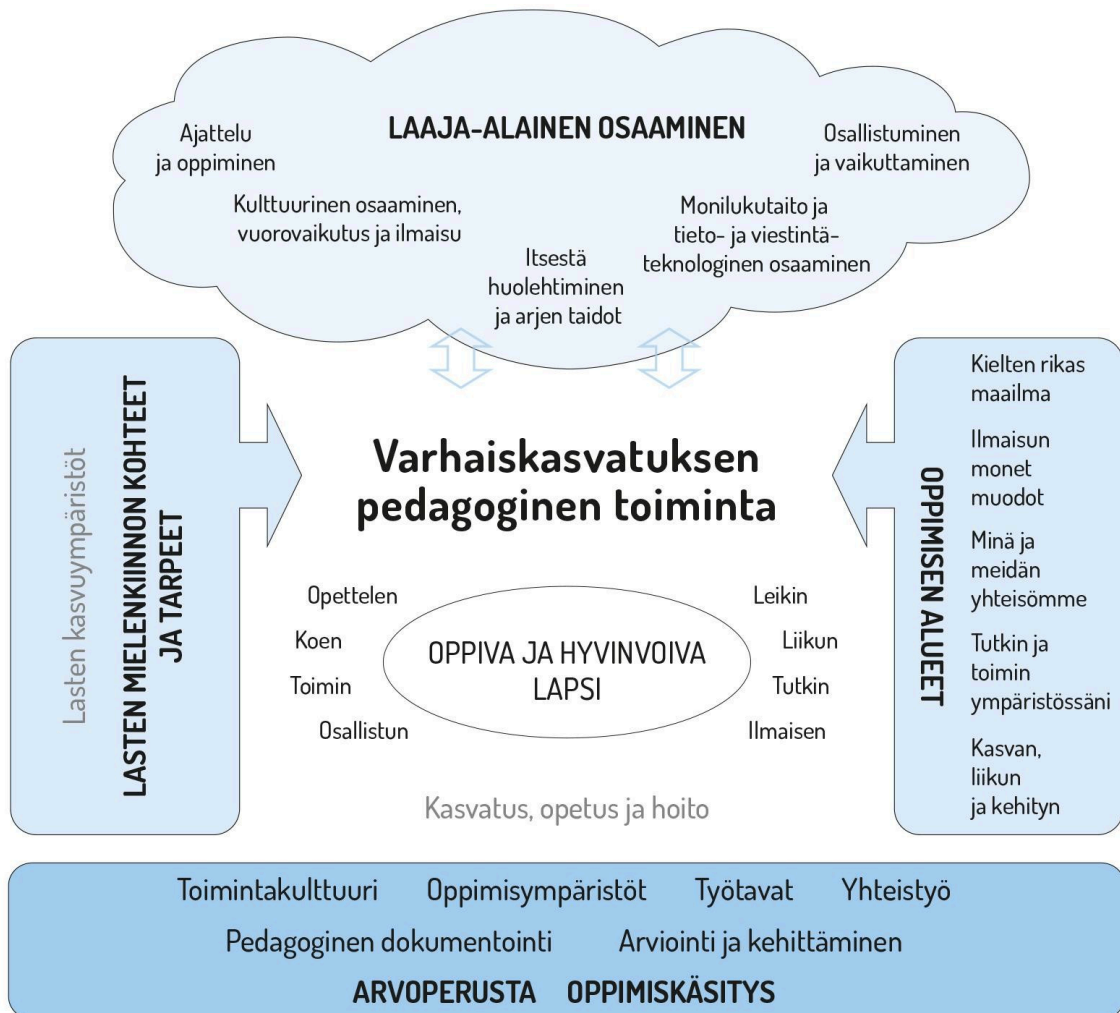 LAAJA-ALAINEN OSAAMINEN
Ajattelu
ja oppiminen
Kulttuurinen osaaminen,
vuorovaikutus ja ilmaisu
Itsestä
huolehtiminen
ja arjen taidot
Monilukutaito ja
tieto- ja viestintä-
teknologinen osaaminen
Osallistuminen
ja vaikuttaminen
Lasten kasvuympäristöt
LASTEN MIELENKIINNON KOHTEET
JA TARPEET
Varhaiskasvatuksen
pedagoginen toiminta
Opettelen
Koen
Toimin
Osallistun
OPPIVA JA HYVINVOIVA
LAPSI
Leikin
Liikun
Tutkin
Ilmaisen
Kasvatus, opetus ja hoito
OPPIMISEN ALUEET
Kielten rikas
maailma
Ilmaisun
monet
muodot
Minä ja
meidän
yhteisömme
Tutkin ja
toimin
ympäristössäni
Kasvan,
liikun
ja kehityn
Toimintakulttuuri Oppimisympäristöt Työtavat Yhteistyö
Pedagoginen dokumentointi Arviointi ja kehittäminen
ARVOPERUSTA OPPIMISKÄSITYS